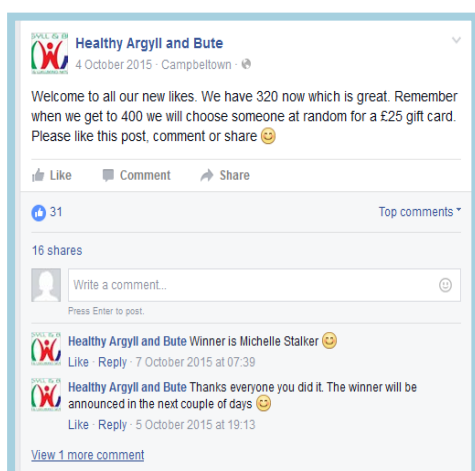 Healthy Argyll and Bute
4 October 2015 · Campbeltown ·
Welcome to all our new likes. We have 320 now which is great. Remember
when we get to 400 we will choose someone at random for a £25 gift card.
Please like this post, comment or share
Like Comment Share
31 Top comments
16 shares
Write a comment...
Press Enter to post.
Healthy Argyll and Bute Winner is Michelle Stalker
Like · Reply · 7 October 2015 at 07:39
Healthy Argyll and Bute Thanks everyone you did it. The winner will be
announced in the next couple of days
Like · Reply · 5 October 2015 at 19:13
View 1 more comment